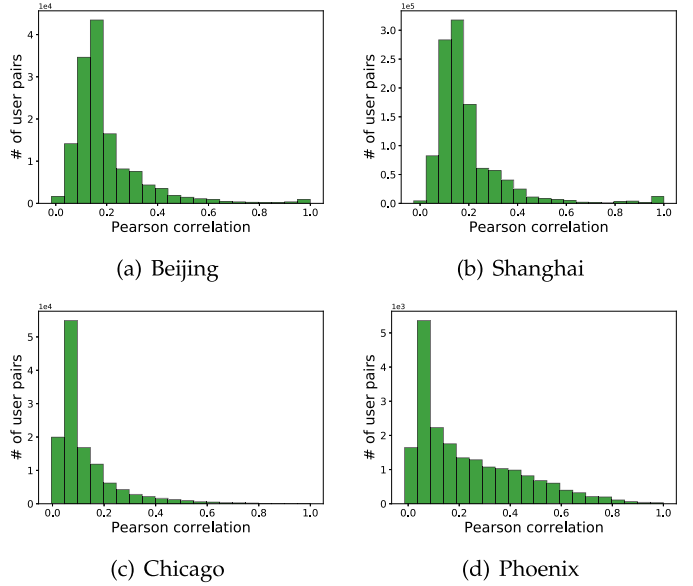 1e4
# of user pairs
4
3
2
1
0
0.0 0.2 0.4 0.6 0.8 1.0
Pearson correlation
(a) Beijing
1e5
# of user pairs
3.0
2.5
2.0
1.5
1.0
0.5
0.0
0.0 0.2 0.4 0.6 0.8 1.0
Pearson correlation
(b) Shanghai
1e4
# of user pairs
5
4
3
2
1
0
0.0 0.2 0.4 0.6 0.8 1.0
Pearson correlation
(c) Chicago
1e3
# of user pairs
5
4
3
2
1
0
0.0 0.2 0.4 0.6 0.8 1.0
Pearson correlation
(d) Phoenix